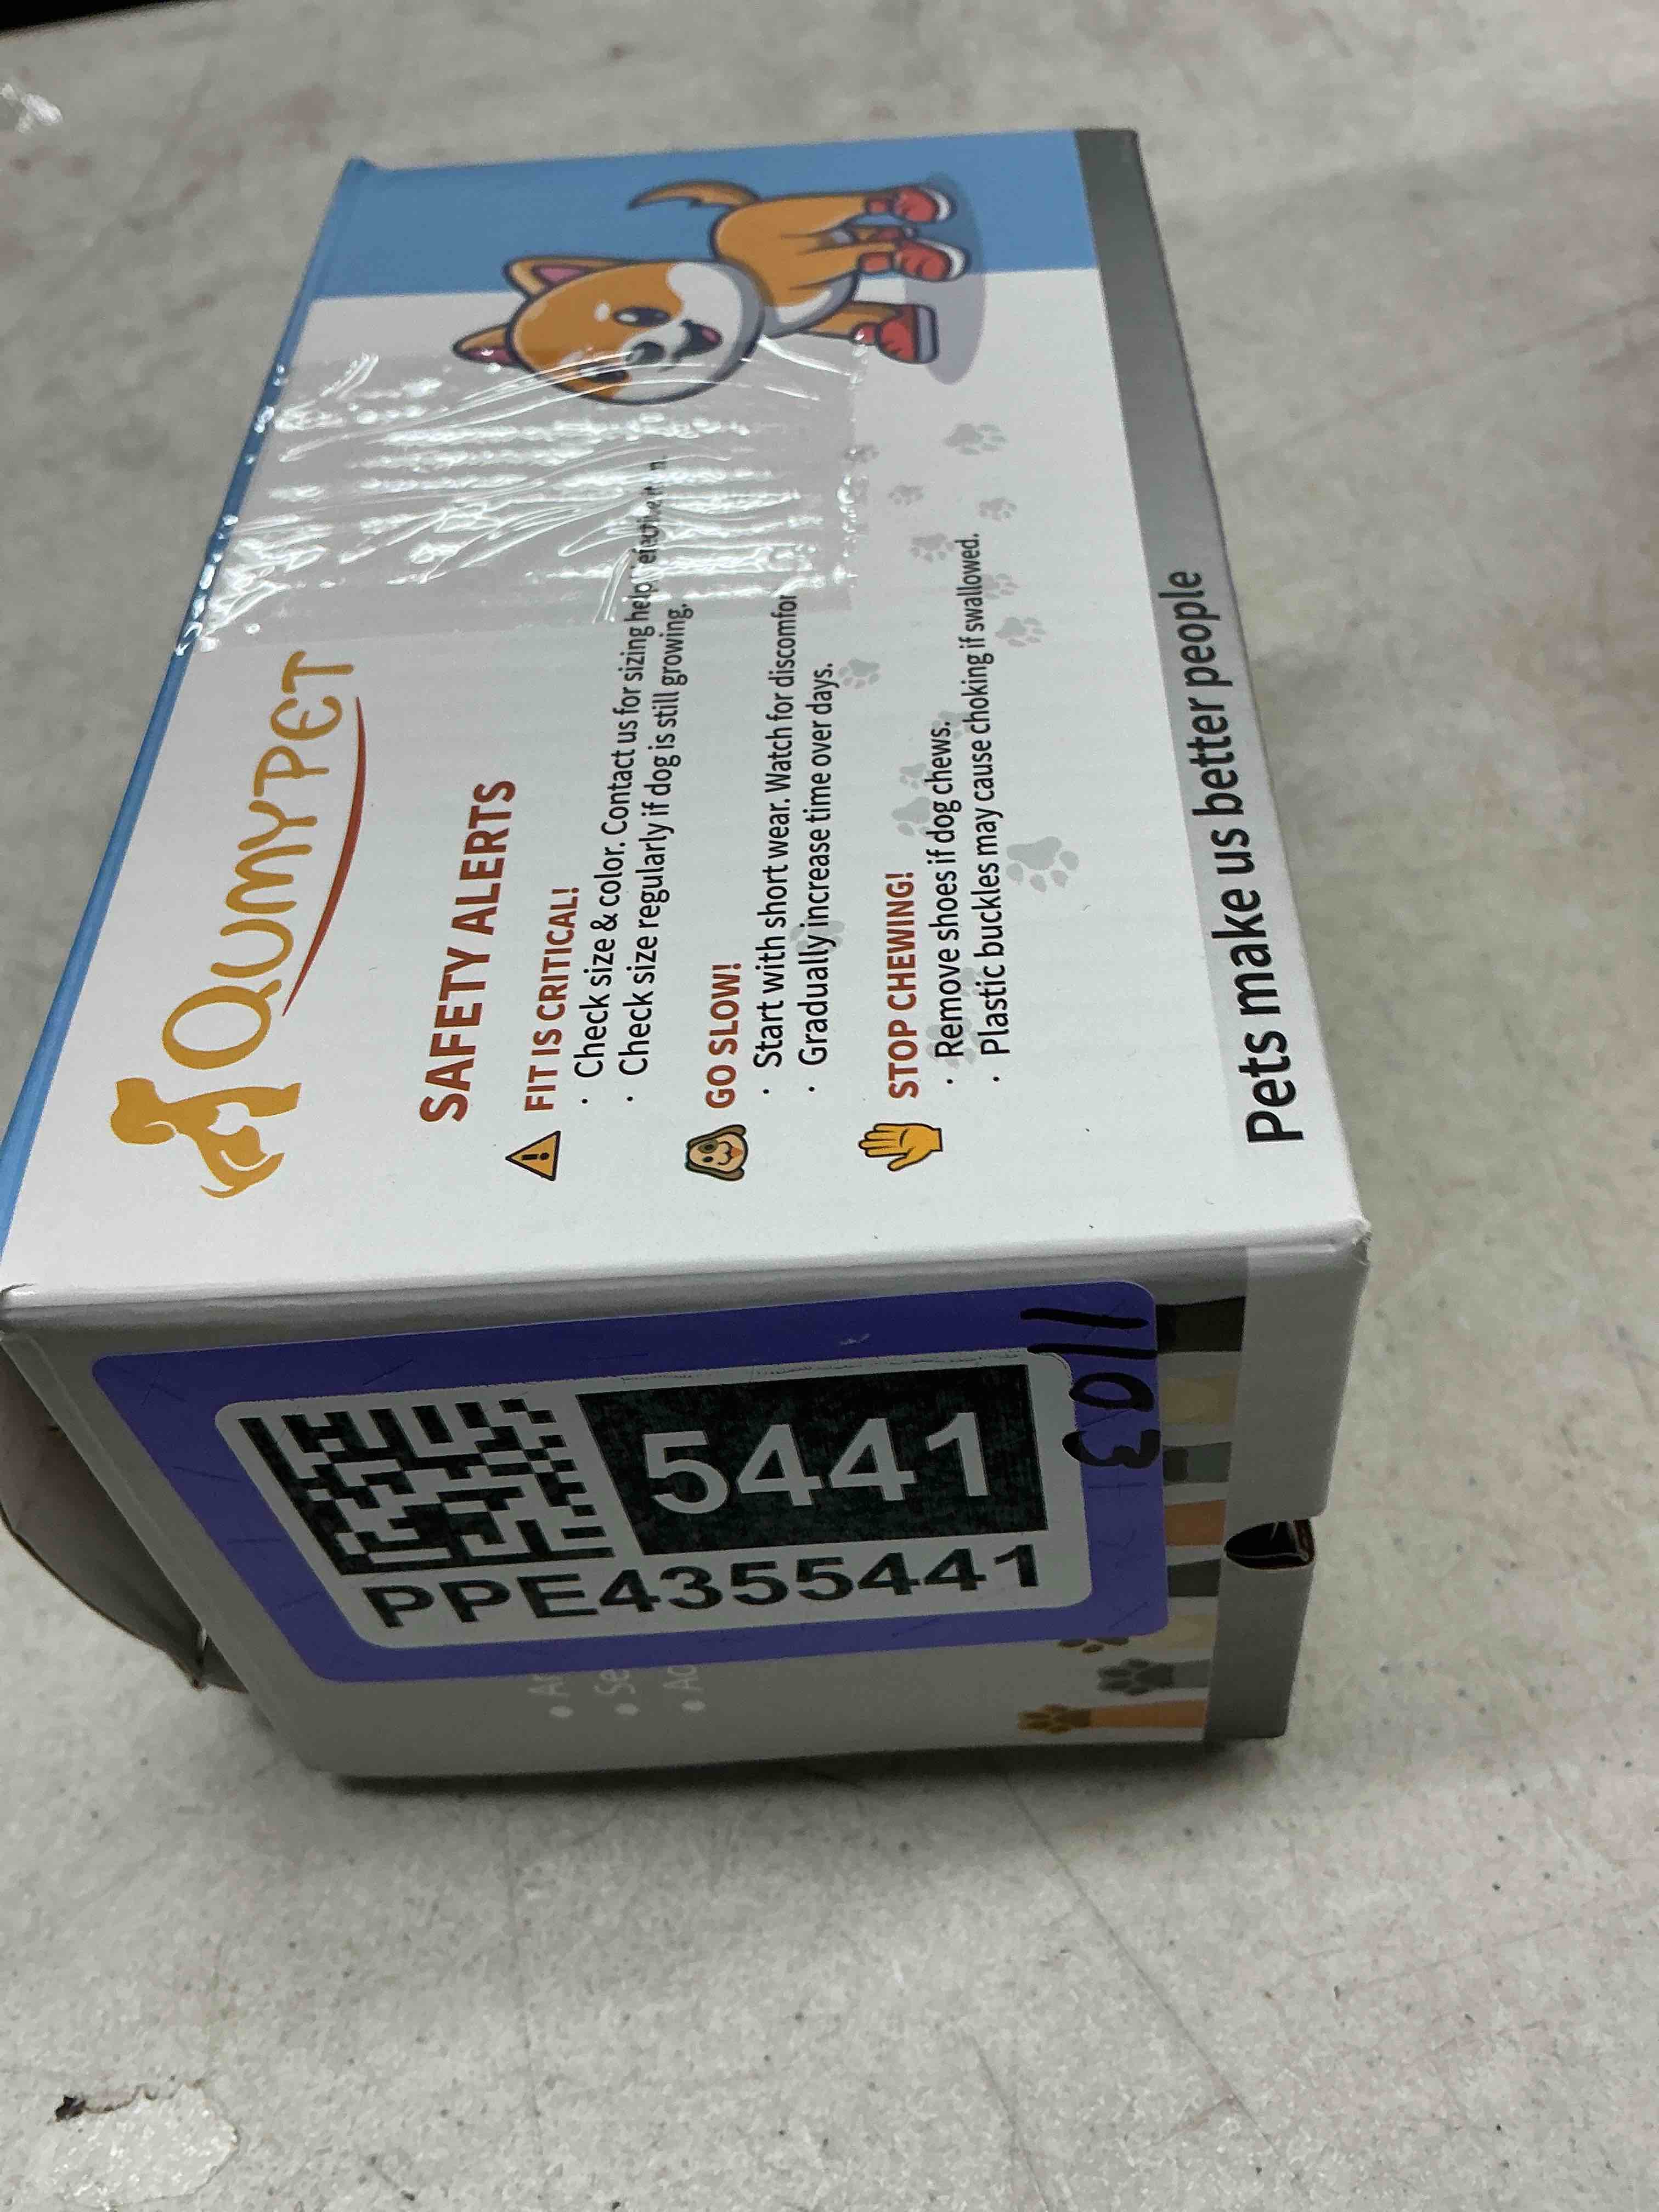 QUMYPET
SAFETY ALERTS
FIT IS CRITICAL!
· Check size & color. Contact us for sizing help
· Check size regularly if dog is still growing.
GO SLOW!
· Start with short wear. Watch for
· Gradually increase time over days.
STOP CHEWING!
· Remove shoes if dog chews.
· Plastic buckles may cause choking if swallowed.
Pets make us better people
5441
PPE4355441
1103